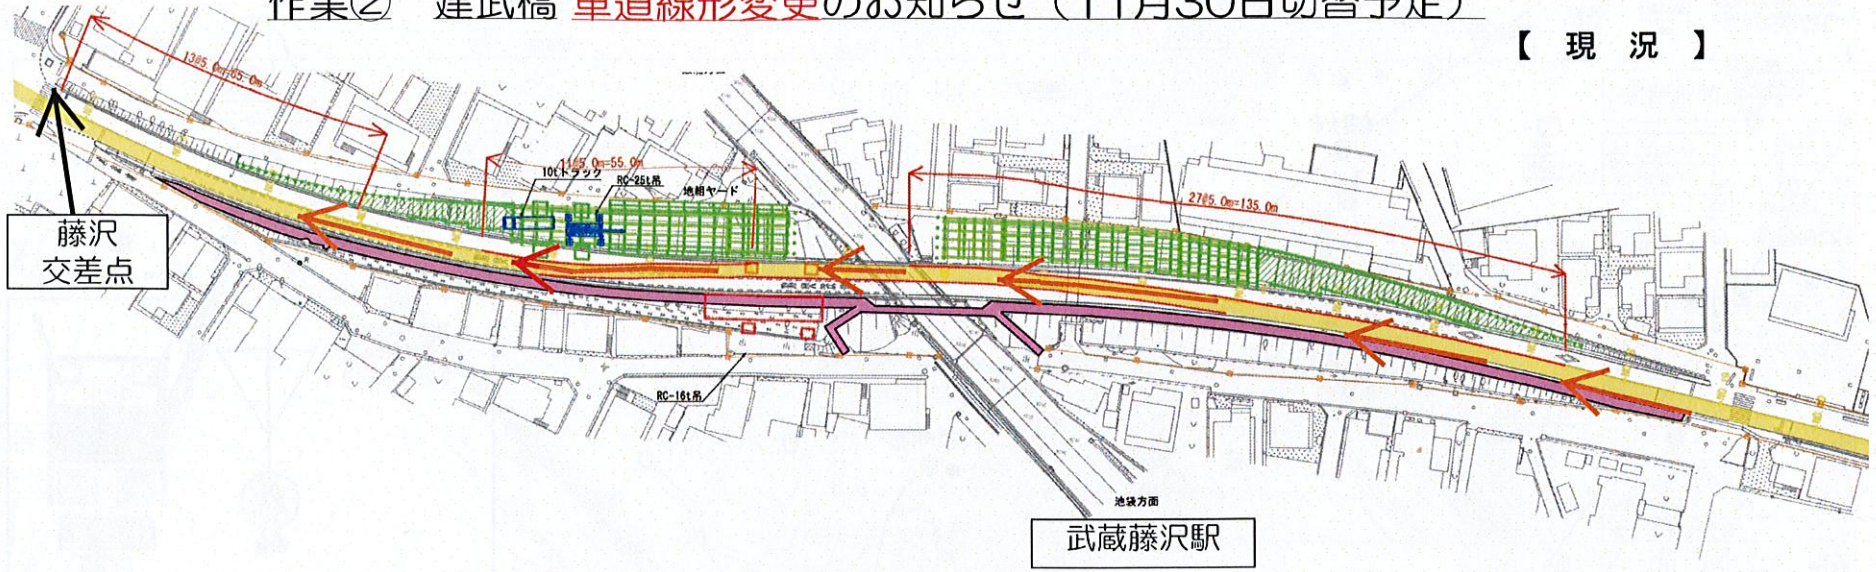 作業② 建武橋 車道線形変更のお知らせ（11月30日切替予定）
【 現 況 】
13@5.0m=65.0m
11@5.0m=55.0m
10tトラック
RC-25t吊
地組ヤード
27@5.0m=135.0m
藤沢
交差点
RC-16t吊
池袋方面
武蔵藤沢駅